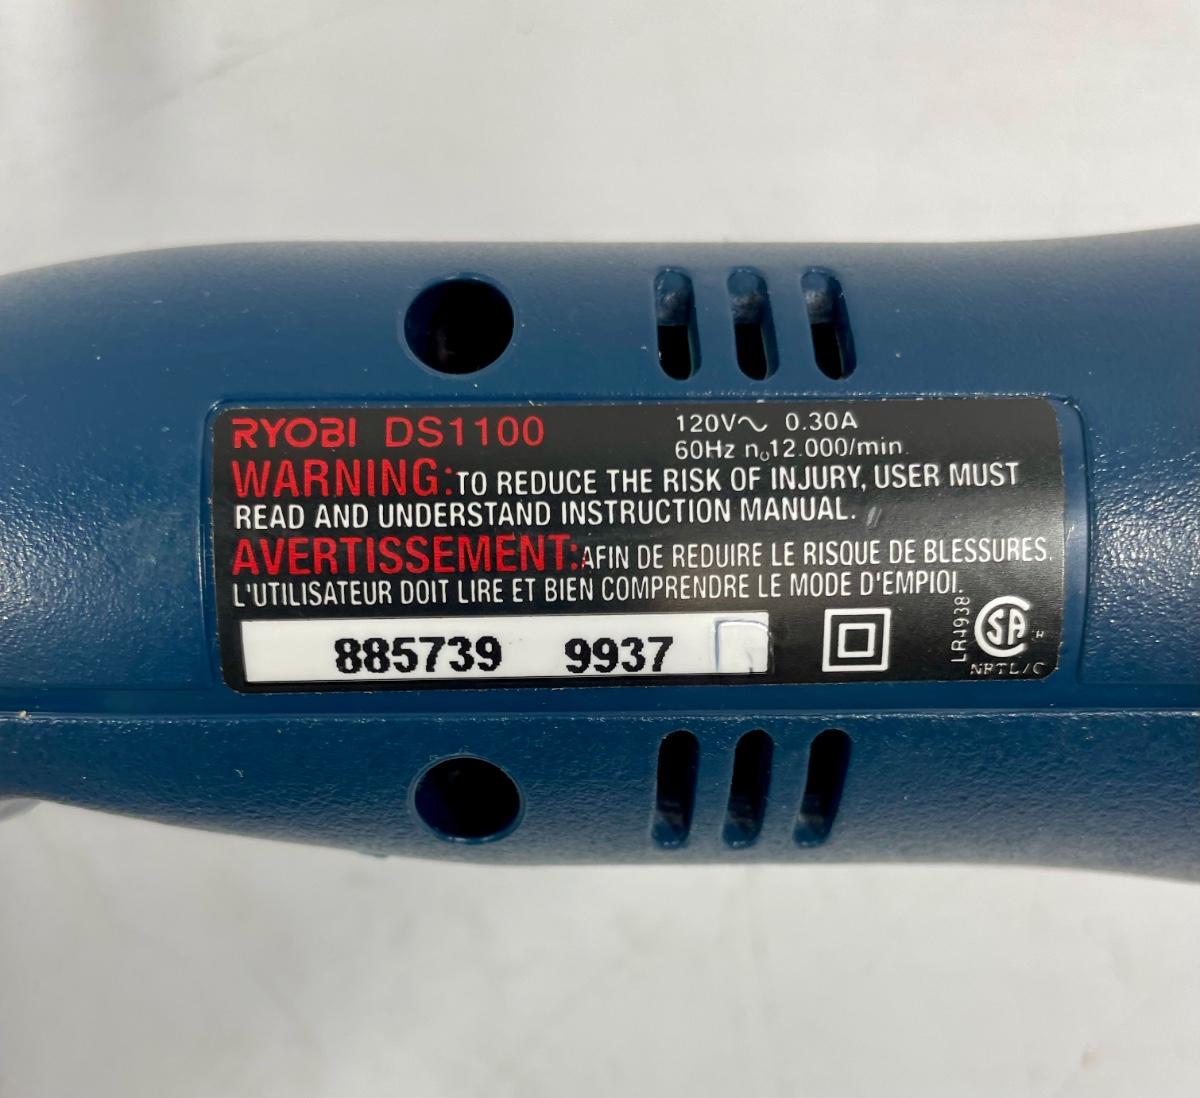 RYOBI DS1100
120V~ 0.30A
60Hz n₀12.000/min.
WARNING: TO REDUCE THE RISK OF INJURY, USER MUST
READ AND UNDERSTAND INSTRUCTION MANUAL.
AVERTISSEMENT: AFIN DE REDUIRE LE RISQUE DE BLESSURES.
L'UTILISATEUR DOIT LIRE ET BIEN COMPRENDRE LE MODE D'EMPIOI.
885739 9937
LR4938
SA
NRTL/C